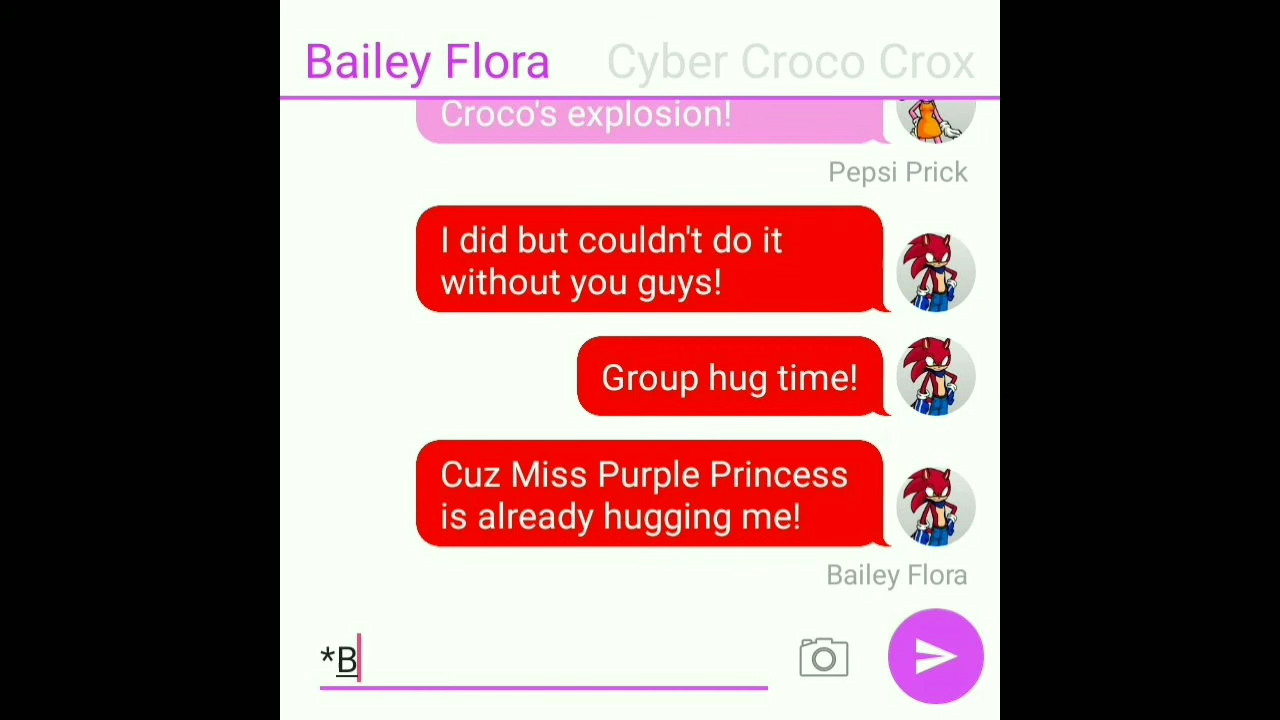 Bailey Flora Cyber Croco Crox
Croco's explosion!
Pepsi Prick
I did but couldn't do it
without you guys!
Group hug time!
Cuz Miss Purple Princess
is already hugging me!
Bailey Flora
*B